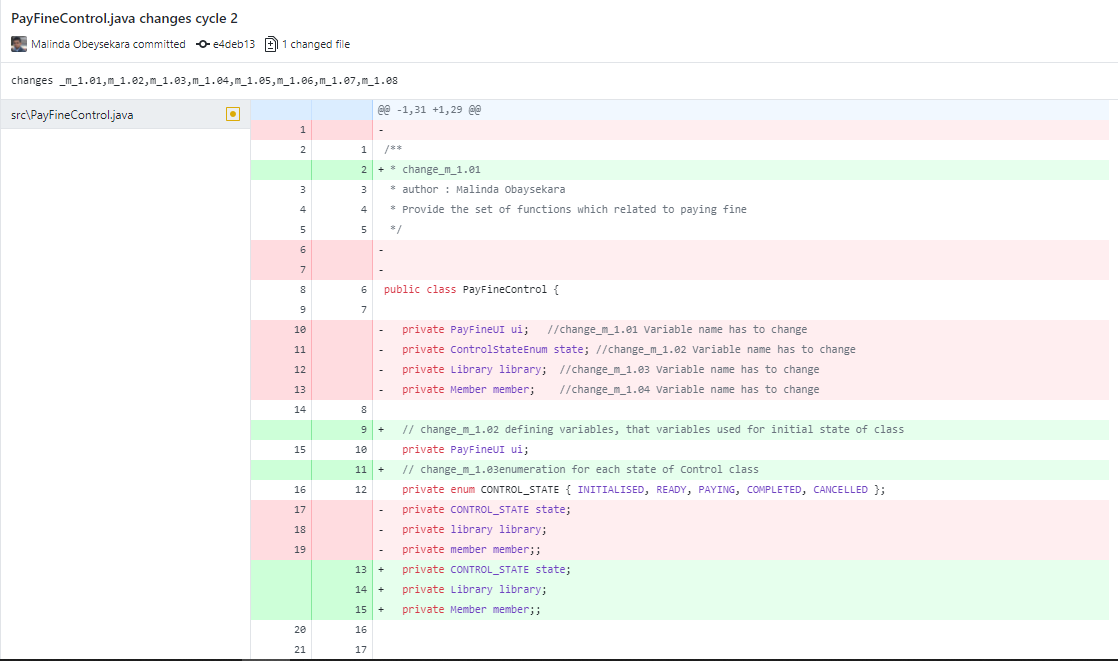 PayFineControl.java changes cycle 2
Malinda Obeysekara committed e4deb13 1 changed file
changes _m_1.01,m_1.02,m_1.03,m_1.04,m_1.05,m_1.06,m_1.07,m_1.08
src\PayFineControl.java
@@ -1,31 +1,29 @@
1 -
2 1 /**
2 + * change_m_1.01
3 3 * author : Malinda Obaysekara
4 4 * Provide the set of functions which related to paying fine
5 5 */
6 -
7 -
8 6 public class PayFineControl {
9 7
10 - private PayFineUI ui; //change_m_1.01 Variable name has to change
11 - private ControlStateEnum state; //change_m_1.02 Variable name has to change
12 - private Library library; //change_m_1.03 Variable name has to change
13 - private Member member; //change_m_1.04 Variable name has to change
14 8
9 + // change_m_1.02 defining variables, that variables used for initial state of class
15 10 private PayFineUI ui;
11 + // change_m_1.03enumeration for each state of Control class
16 12 private enum CONTROL_STATE { INITIALISED, READY, PAYING, COMPLETED, CANCELLED };
17 - private CONTROL_STATE state;
18 - private library library;
19 - private member member;;
13 + private CONTROL_STATE state;
14 + private Library library;
15 + private Member member;;
20 16
21 17